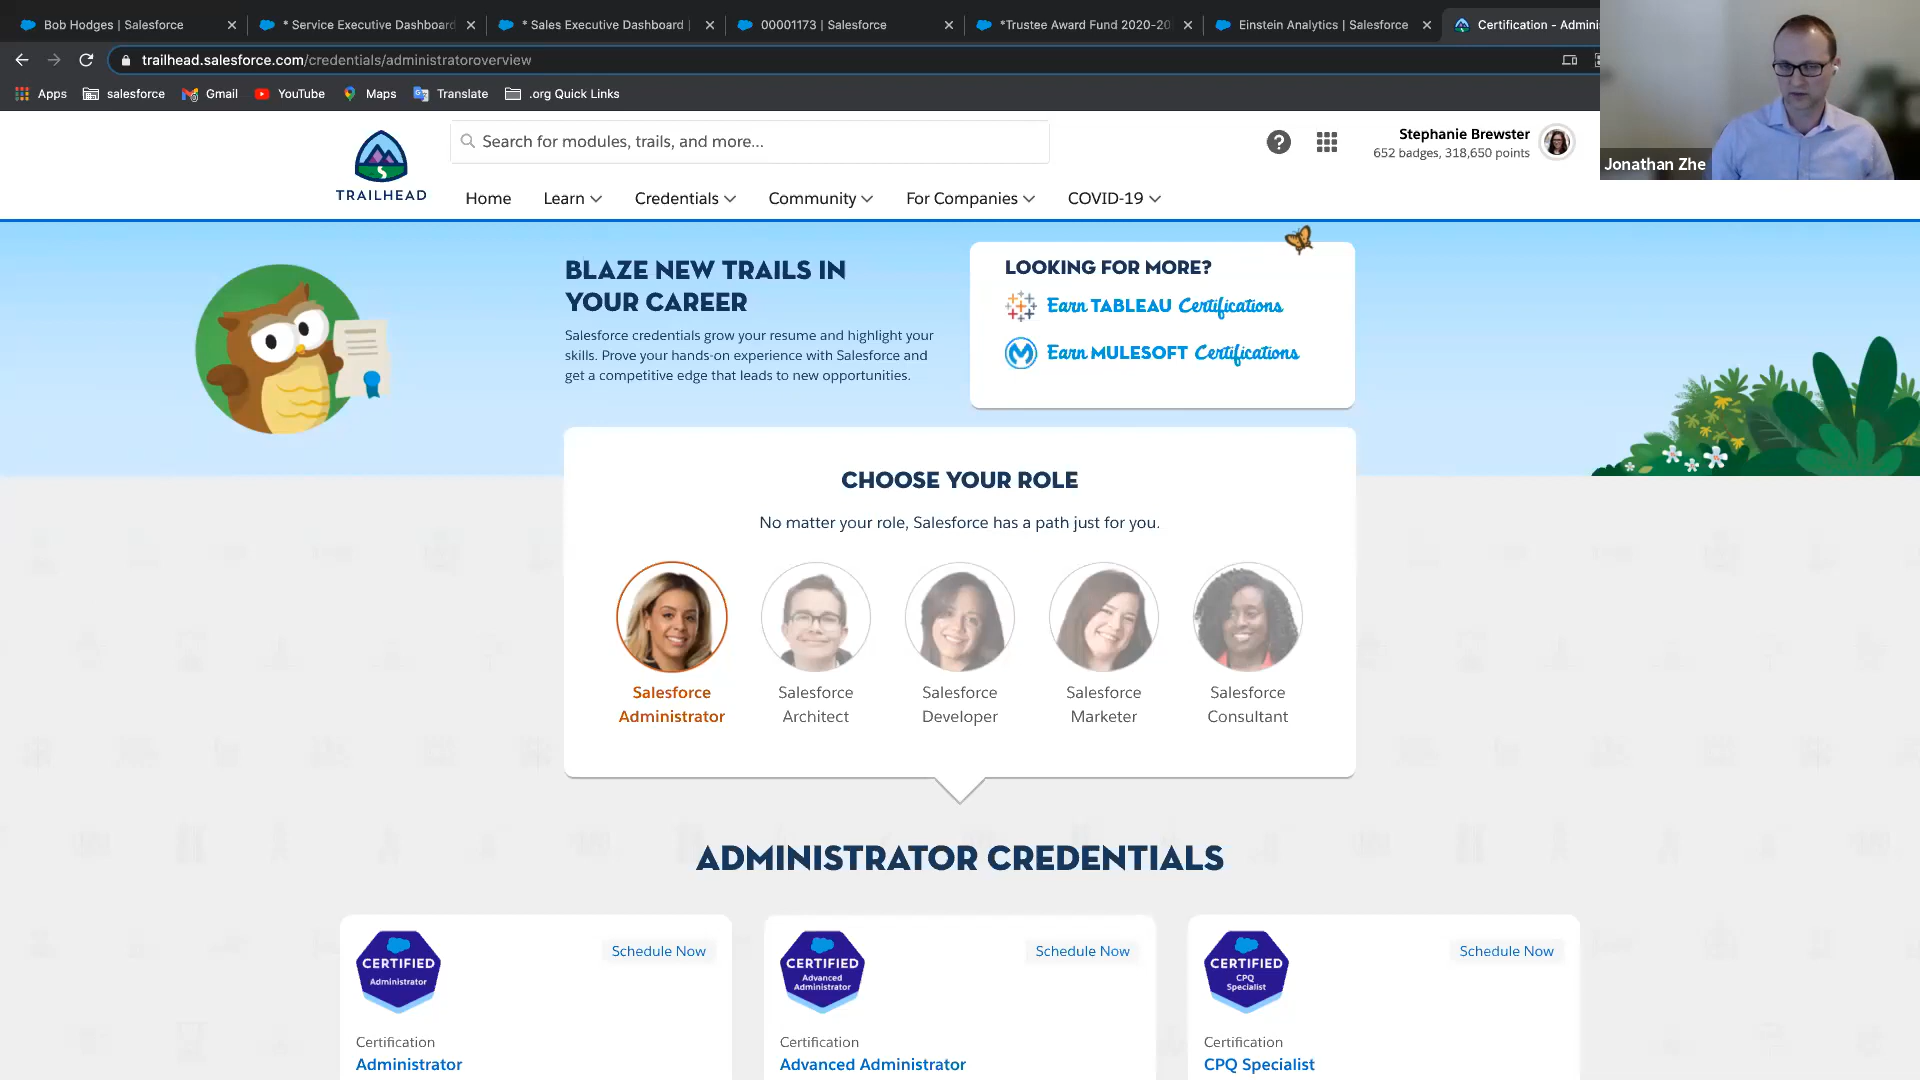 Bob Hodges | Salesforce
* Service Executive Dashboard
* Sales Executive Dashboard |
00001173 | Salesforce
*Trustee Award Fund 2020-20
Einstein Analytics | Salesforce
Certification - Adminis
trailhead.salesforce.com/credentials/administratoroverview
Apps
salesforce
Gmail
YouTube
Maps
Translate
.org Quick Links
TRAILHEAD
Search for modules, trails, and more...
Stephanie Brewster
652 badges, 318,650 points
Jonathan Zhe
Home
Learn
Credentials
Community
For Companies
COVID-19
BLAZE NEW TRAILS IN
YOUR CAREER
Salesforce credentials grow your resume and highlight your
skills. Prove your hands-on experience with Salesforce and
get a competitive edge that leads to new opportunities.
LOOKING FOR MORE?
Earn TABLEAU Certifications
Earn MULESOFT Certifications
CHOOSE YOUR ROLE
No matter your role, Salesforce has a path just for you.
Salesforce
Administrator
Salesforce
Architect
Salesforce
Developer
Salesforce
Marketer
Salesforce
Consultant
ADMINISTRATOR CREDENTIALS
CERTIFIED
Administrator
Schedule Now
Certification
Administrator
CERTIFIED
Advanced
Administrator
Schedule Now
Certification
Advanced Administrator
CERTIFIED
CPQ
Specialist
Schedule Now
Certification
CPQ Specialist